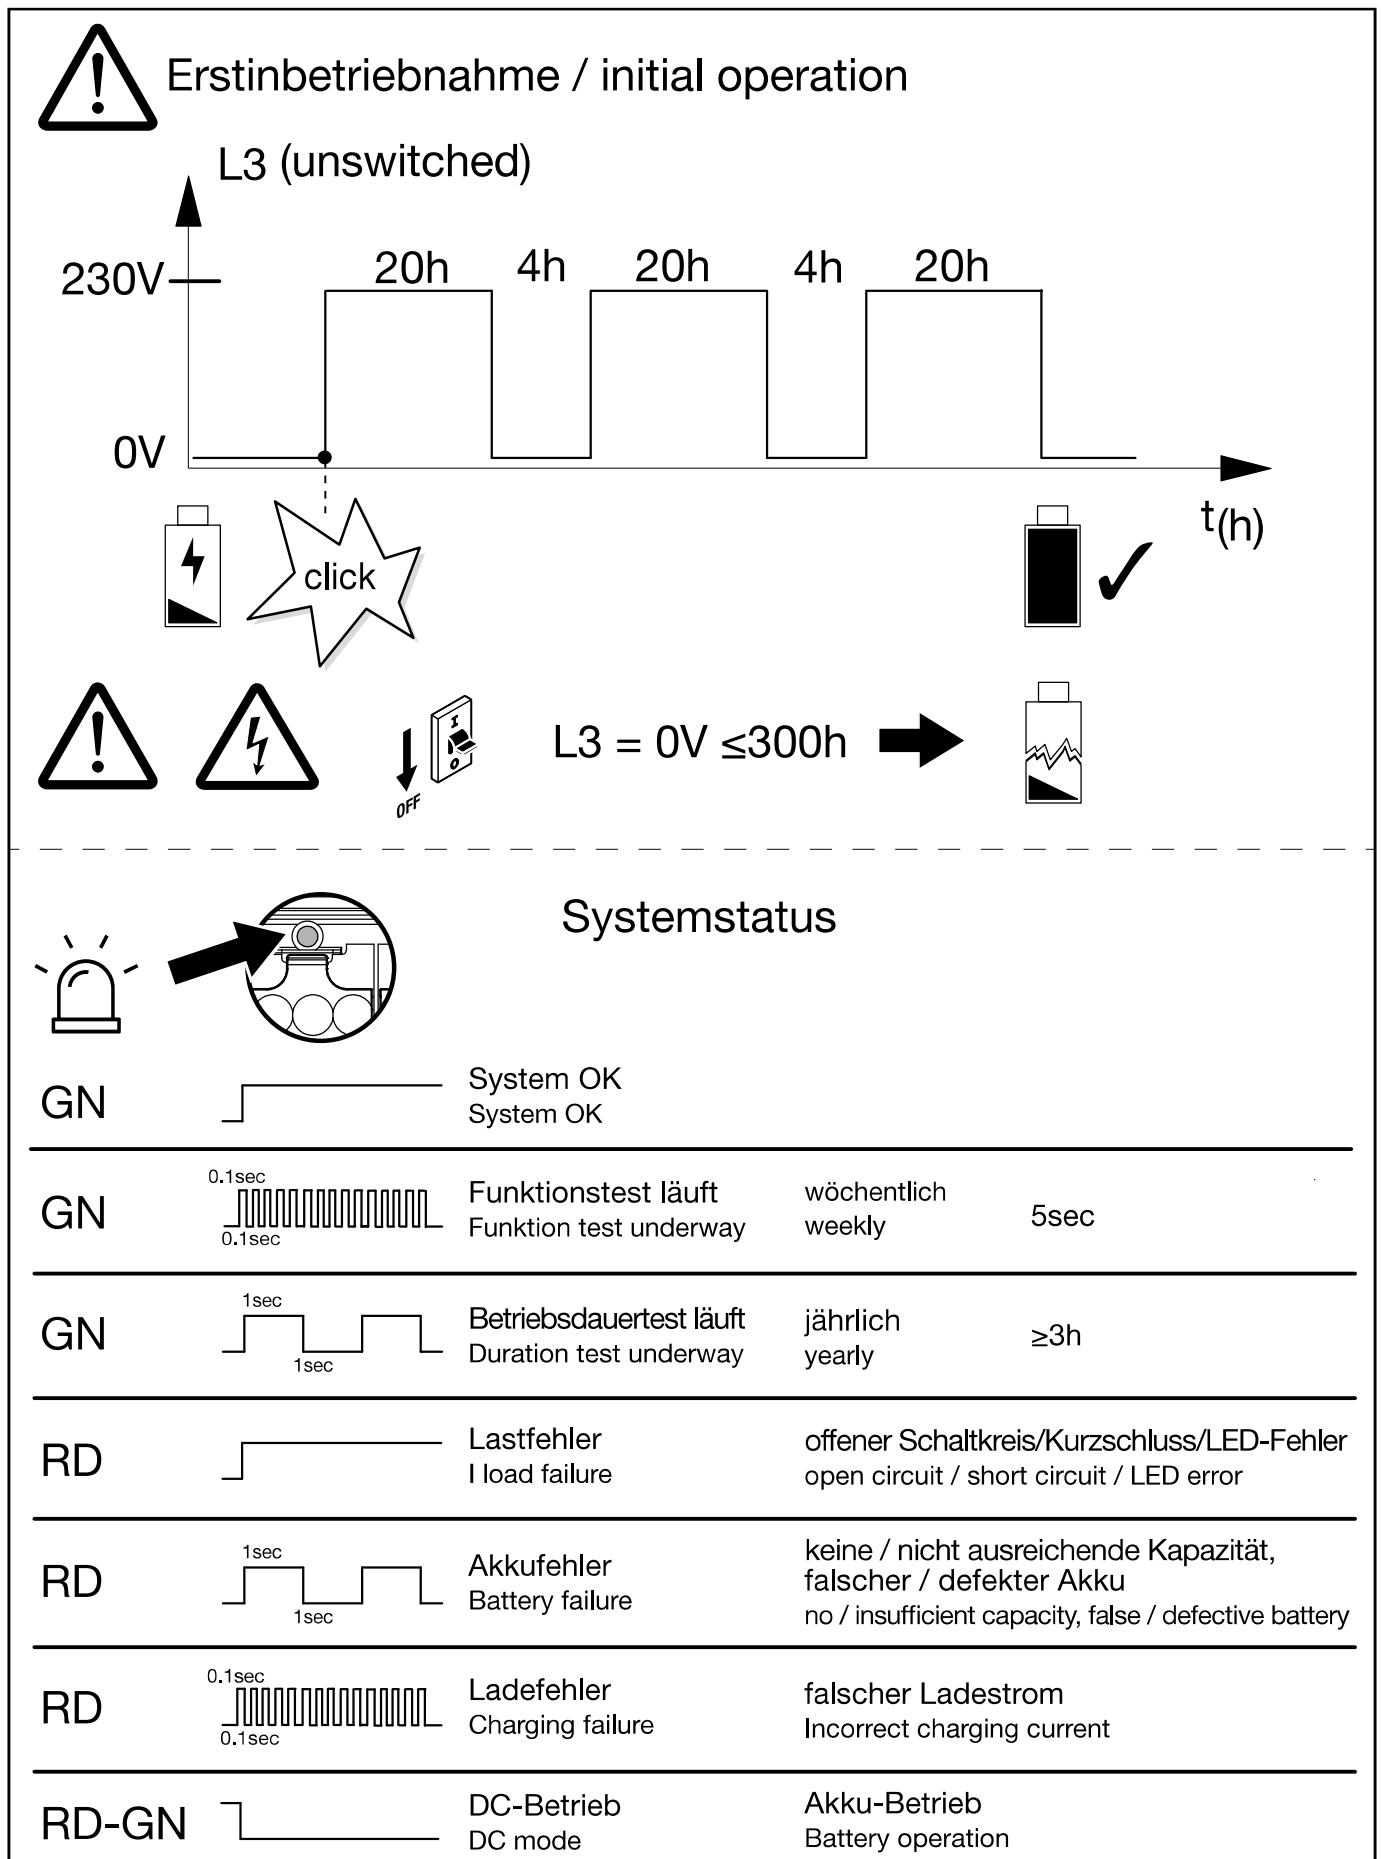 Erstinbetriebnahme / initial operation
L3 (unswitched)
230V
20h 4h 20h 4h 20h
0V
t(h)
click
I
O
OFF
L3 = 0V ≤300h
Systemstatus
GN
System OK
System OK
GN
0.1sec
0.1sec
Funktionstest läuft
Funktion test underway
wöchentlich
weekly
5sec
GN
1sec
1sec
Betriebsdauertest läuft
Duration test underway
jährlich
yearly
≥3h
RD
Lastfehler
I load failure
offener Schaltkreis/Kurzschluss/LED-Fehler
open circuit / short circuit / LED error
RD
1sec
1sec
Akkufehler
Battery failure
keine / nicht ausreichende Kapazität,
falscher / defekter Akku
no / insufficient capacity, false / defective battery
RD
0.1sec
0.1sec
Ladefehler
Charging failure
falscher Ladestrom
Incorrect charging current
RD-GN
DC-Betrieb
DC mode
Akku-Betrieb
Battery operation